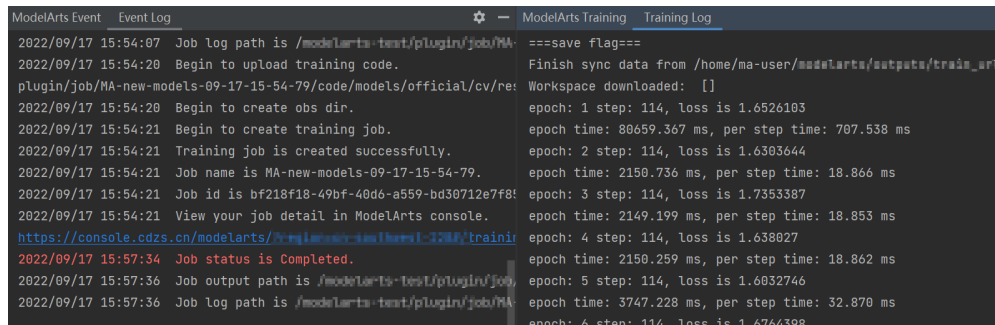 ModelArts Event Event Log
2022/09/17 15:54:07 Job log path is /
2022/09/17 15:54:20 Begin to upload training code.
plugin/job/MA-new-models-09-17-15-54-79/code/models/official/cv/res
2022/09/17 15:54:20 Begin to create obs dir.
2022/09/17 15:54:21 Begin to create training job.
2022/09/17 15:54:21 Training job is created successfully.
2022/09/17 15:54:21 Job name is MA-new-models-09-17-15-54-79.
2022/09/17 15:54:21 Job id is bf218f18-49bf-40d6-a559-bd30712e7f85
2022/09/17 15:54:21 View your job detail in ModelArts console.
https://console.cdzs.cn/modelarts/
2022/09/17 15:57:34 Job status is Completed.
2022/09/17 15:57:36 Job output path is
2022/09/17 15:57:36 Job log path is
ModelArts Training Training Log
===save flag===
Finish sync data from /home/ma-user/
Workspace downloaded: []
epoch: 1 step: 114, loss is 1.6526103
epoch time: 80659.367 ms, per step time: 707.538 ms
epoch: 2 step: 114, loss is 1.6303644
epoch time: 2150.736 ms, per step time: 18.866 ms
epoch: 3 step: 114, loss is 1.7353387
epoch time: 2149.199 ms, per step time: 18.853 ms
epoch: 4 step: 114, loss is 1.638027
epoch time: 2150.259 ms, per step time: 18.862 ms
epoch: 5 step: 114, loss is 1.6032746
epoch time: 3747.228 ms, per step time: 32.870 ms
epoch: 6 step: 114, loss is 1.6764398